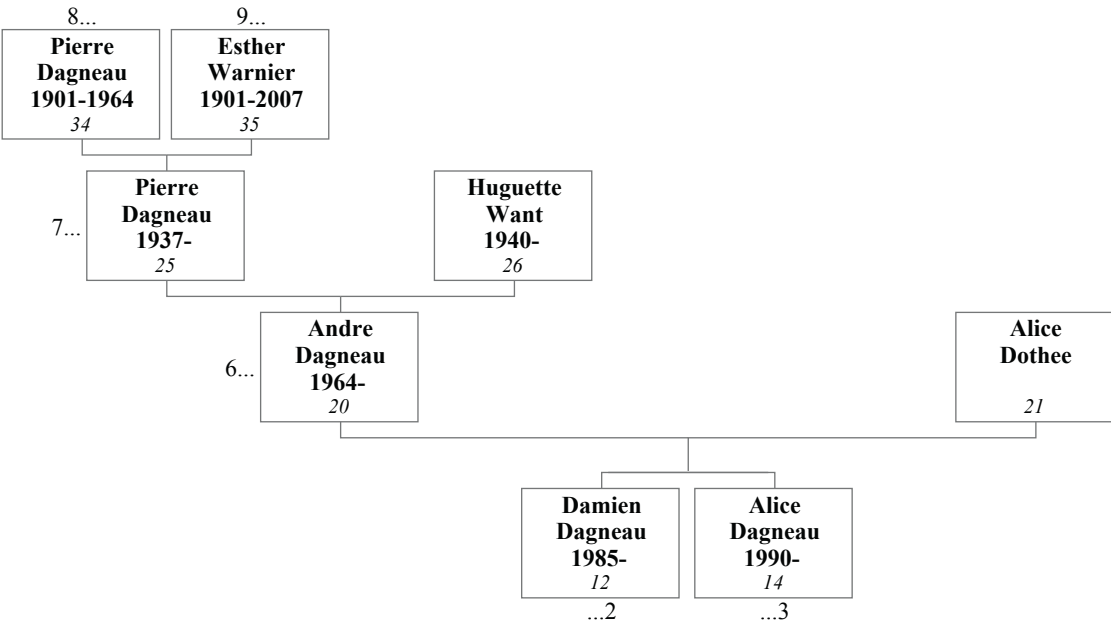 8...
9...
Pierre
Dagneau
1901-1964
34
Esther
Warnier
1901-2007
35
7...
Pierre
Dagneau
1937-
25
Huguette
Want
1940-
26
6...
Andre
Dagneau
1964-
20
Alice
Dothee
21
Damien
Dagneau
1985-
12
...2
Alice
Dagneau
1990-
14
...3